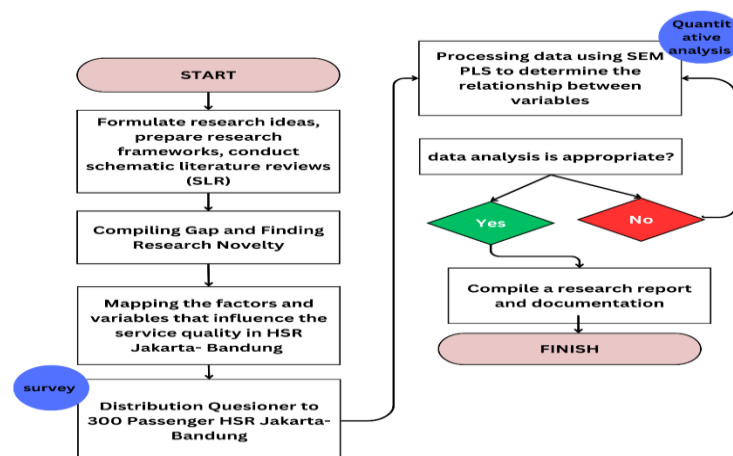 START
Formulate research ideas,
prepare research
frameworks, conduct
schematic literature reviews
(SLR)
Compiling Gap and Finding
Research Novelty
Mapping the factors and
variables that influence the
service quality in HSR
Jakarta- Bandung
survey
Distribution Quesioner to
300 Passenger HSR Jakarta-
Bandung
Quantit
ative
analysis
Processing data using SEM
PLS to determine the
relationship between
variables
data analysis is appropriate?
Yes
No
Compile a research report
and documentation
FINISH